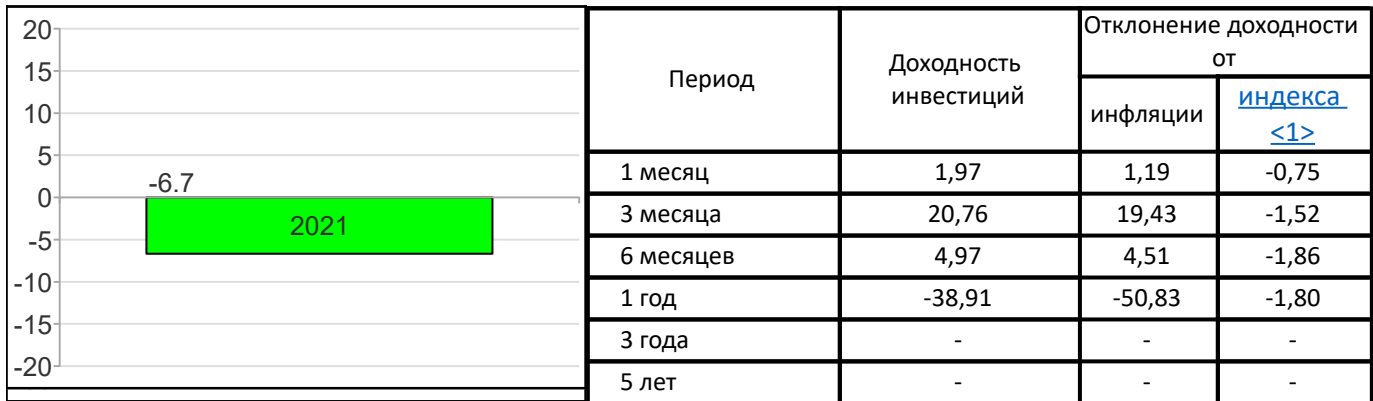 20
15
10
5
0
-5
-10
-15
-20
-6.7
2021
Период
Доходность
инвестиций
Отклонение доходности
от
инфляции
индекса
<1>
1 месяц 1,97 1,19 -0,75
3 месяца 20,76 19,43 -1,52
6 месяцев 4,97 4,51 -1,86
1 год -38,91 -50,83 -1,80
3 года - - -
5 лет - - -